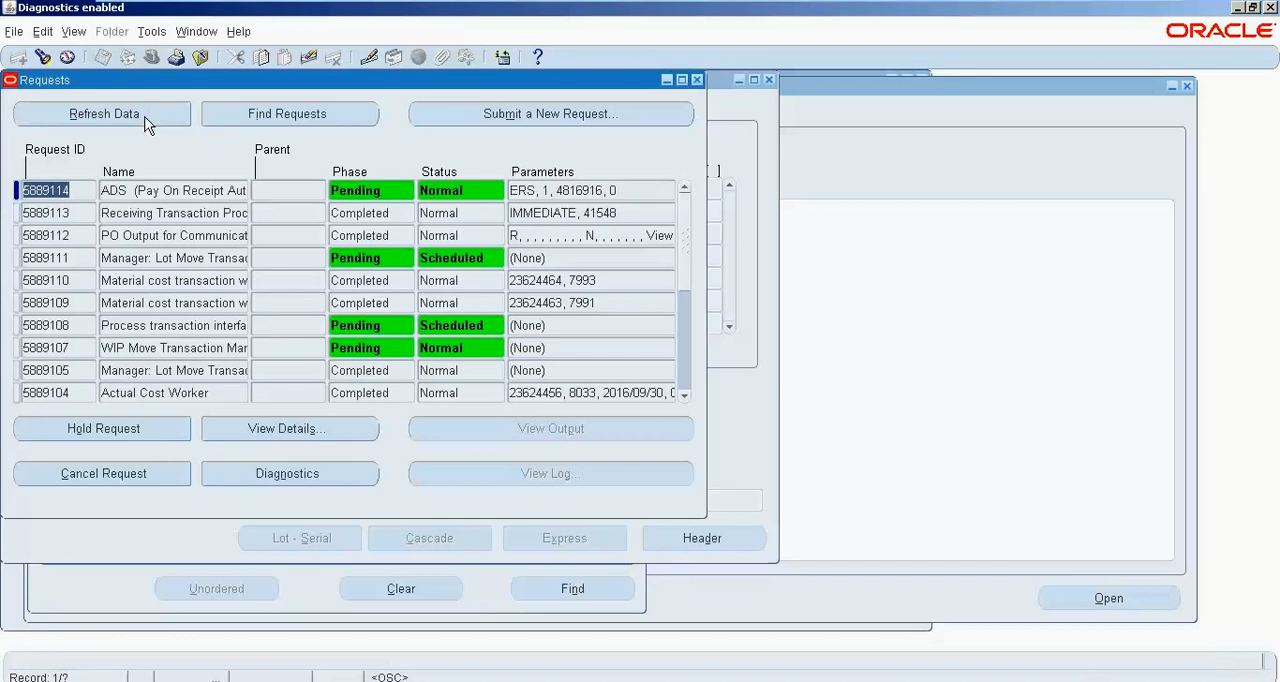 Diagnostics enabled
File Edit View Folder Tools Window Help
ORACLE
Requests
Refresh Data
Find Requests
Submit a New Request...
Request ID
Parent
Name
Phase
Status
Parameters
[ ]
5889114 ADS (Pay On Receipt Aut Pending Normal ERS, 1, 4816916, 0
5889113 Receiving Transaction Proc Completed Normal IMMEDIATE, 41548
5889112 PO Output for Communicat Completed Normal R, , , , , , , , , N, , , , , , , View
5889111 Manager: Lot Move Transac Pending Scheduled (None)
5889110 Material cost transaction w Completed Normal 23624464, 7993
5889109 Material cost transaction w Completed Normal 23624463, 7991
5889108 Process transaction interfa Pending Scheduled (None)
5889107 WIP Move Transaction Mar Pending Normal (None)
5889105 Manager: Lot Move Transac Completed Normal (None)
5889104 Actual Cost Worker Completed Normal 23624456, 8033, 2016/09/30, 0
Hold Request
View Details...
View Output
Cancel Request
Diagnostics
View Log...
Lot - Serial
Cascade
Express
Header
Unordered
Clear
Find
Open
Record: 1/? ... <OSC>